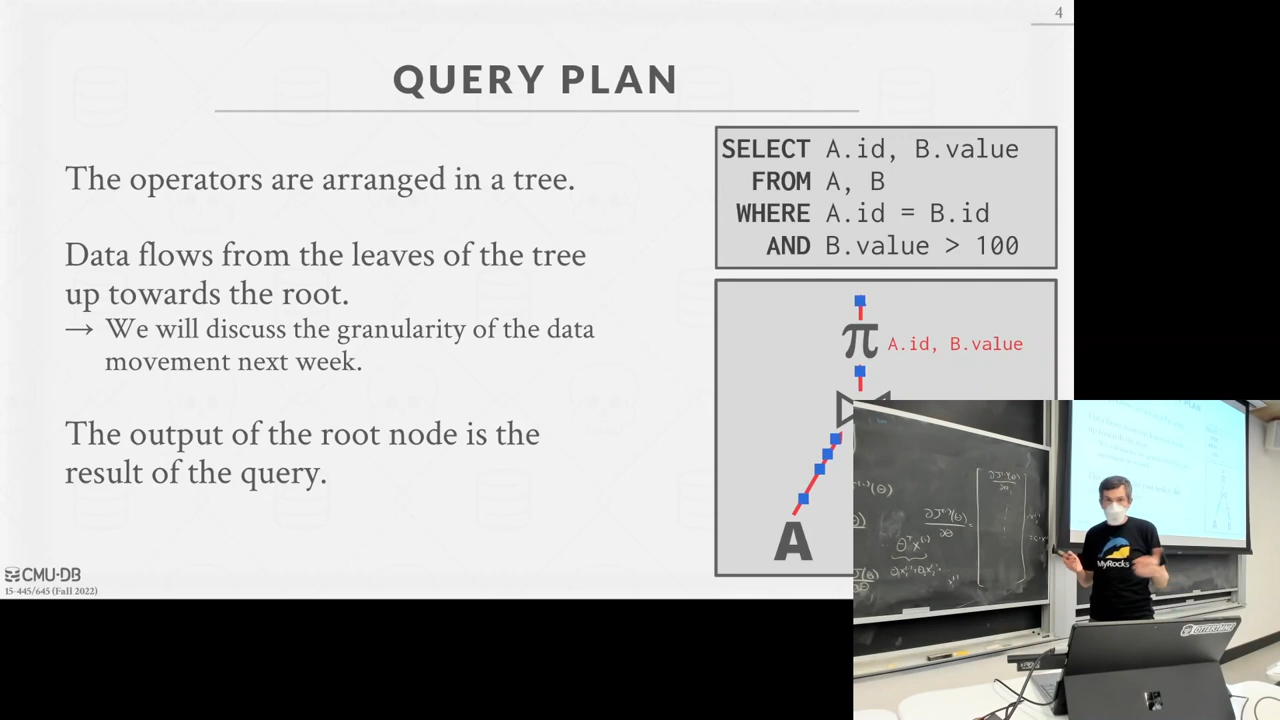 4
QUERY PLAN
The operators are arranged in a tree.
Data flows from the leaves of the tree
up towards the root.
→ We will discuss the granularity of the data
movement next week.
The output of the root node is the
result of the query.
SELECT A.id, B.value
FROM A, B
WHERE A.id = B.id
AND B.value > 100
π A.id, B.value
A
CMU·DB
15-445/645 (Fall 2022)
MyRocks
OTTERTUNE